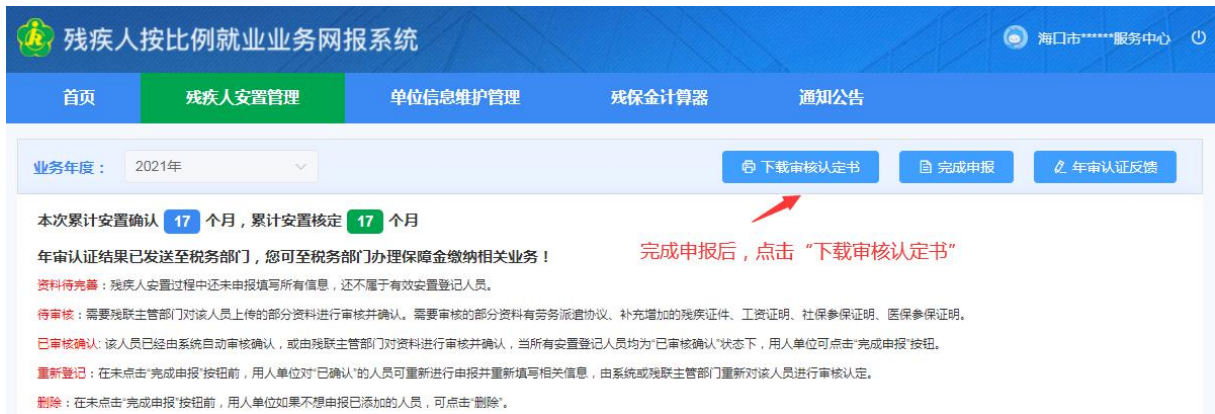 残疾人按比例就业业务网报系统
海口市******服务中心
首页 残疾人安置管理 单位信息维护管理 残保金计算器 通知公告
业务年度： 2021年 下载审核认定书 完成申报 年审认证反馈
本次累计安置确认 17 个月，累计安置核定 17 个月
完成申报后，点击“下载审核认定书”
年审认证结果已发送至税务部门，您可至税务部门办理保障金缴纳相关业务！
资料待完善：残疾人安置过程中还未申报填写所有信息，还不属于有效安置登记人员。
待审核：需要残联主管部门对该人员上传的部分资料进行审核并确认。需要审核的部分资料有劳务派遣协议、补充增加的残疾证件、工资证明、社保参保证明、医保参保证明。
已审核确认: 该人员已经由系统自动审核确认，或由残联主管部门对资料进行审核并确认，当所有安置登记人员均为“已审核确认”状态下，用人单位可点击“完成申报”按钮。
重新登记：在未点击“完成申报”按钮前，用人单位对“已确认”的人员可重新进行申报并重新填写相关信息，由系统或残联主管部门重新对该人员进行审核认定。
删除：在未点击“完成申报”按钮前，用人单位如果不想申报已添加的人员，可点击“删除”。